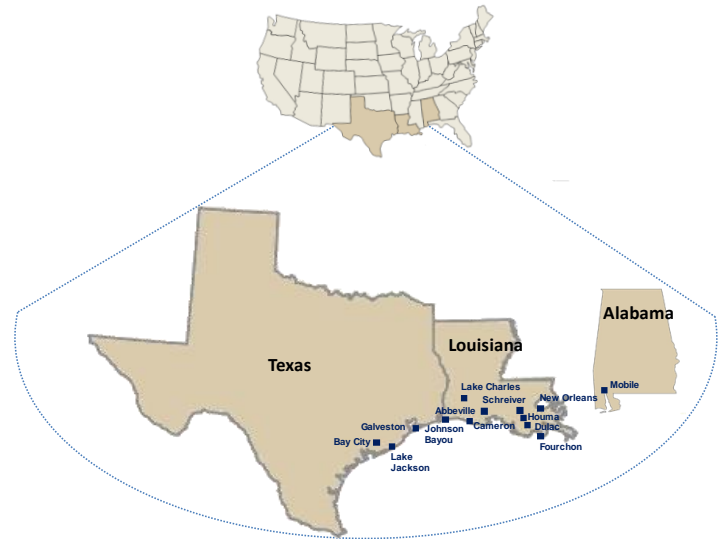 Alabama
Louisiana
Texas
Mobile
Lake Charles
New Orleans
Schreiver
Abbeville
Houma
Galveston
Johnson
Bayou
Cameron
Dulac
Bay City
Fourchon
Lake
Jackson